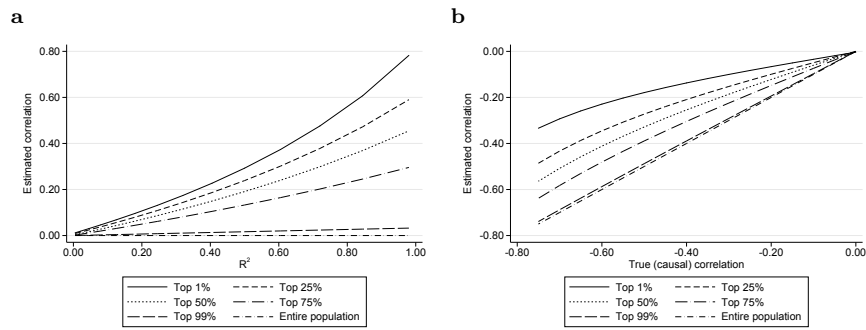 a
0.80
0.60
0.40
0.20
0.00
Estimated correlation
0.00 0.20 0.40 0.60 0.80 1.00
R²
Top 1% Top 25%
Top 50% Top 75%
Top 99% Entire population
b
0.00
-0.20
-0.40
-0.60
-0.80
Estimated correlation
-0.80 -0.60 -0.40 -0.20 0.00
True (causal) correlation
Top 1% Top 25%
Top 50% Top 75%
Top 99% Entire population